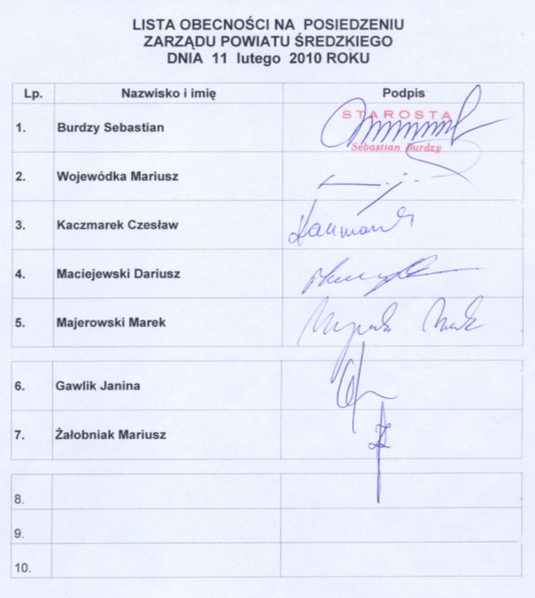 LISTA OBECNOŚCI NA POSIEDZENIU
ZARZĄDU POWIATU ŚREDZKIEGO
DNIA 11 lutego 2010 ROKU
Lp. Nazwisko i imię Podpis
1. Burdzy Sebastian STAROSTA
Sebastian Burdzy
2. Wojewódka Mariusz
3. Kaczmarek Czesław
4. Maciejewski Dariusz
5. Majerowski Marek
6. Gawlik Janina
7. Żałobniak Mariusz
8.
9.
10.